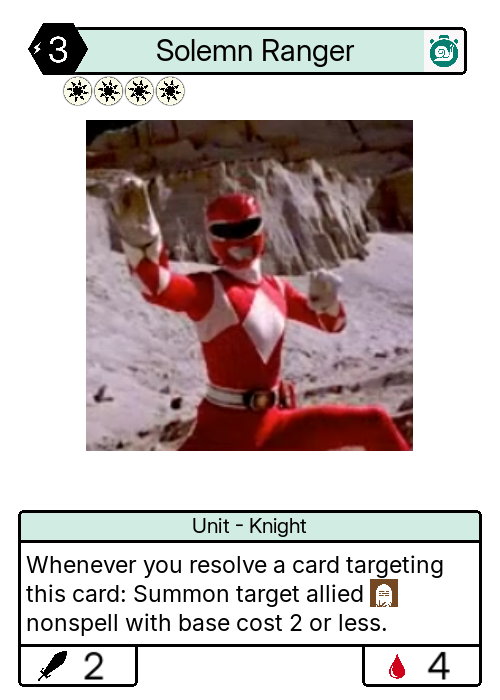 3
Solemn Ranger
Unit - Knight
Whenever you resolve a card targeting
this card: Summon target allied
nonspell with base cost 2 or less.
2
4